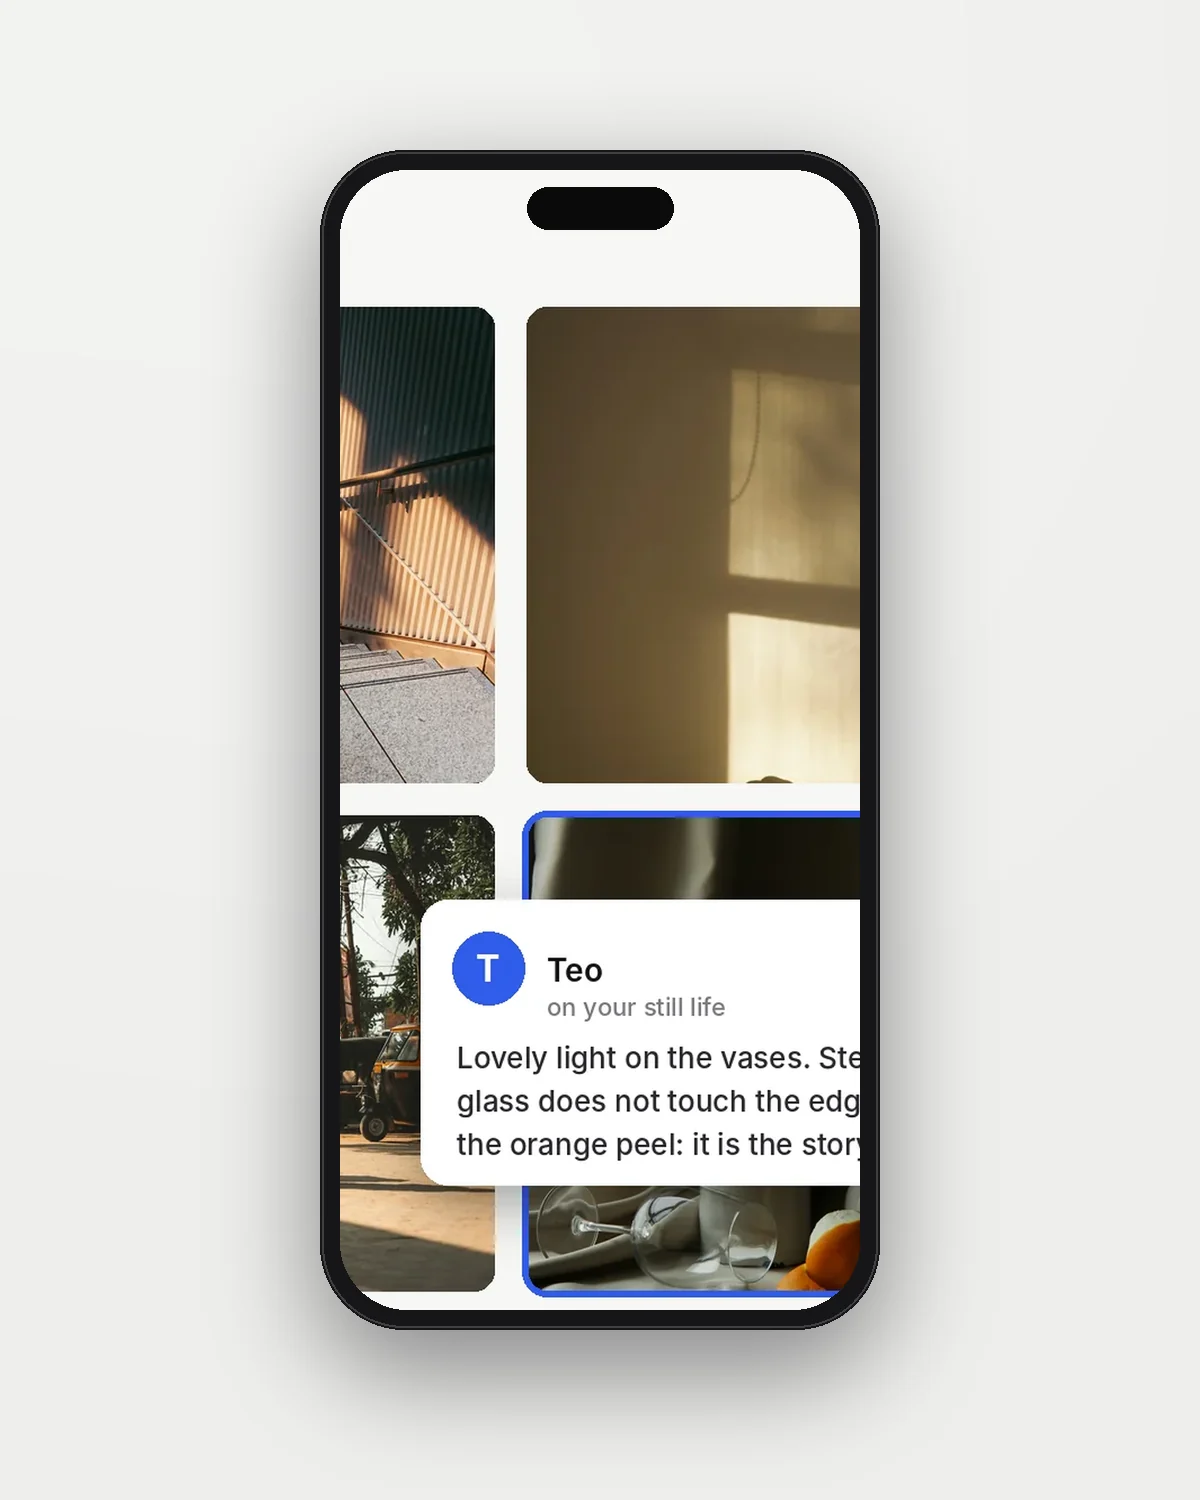 T
Teo
on your still life
Lovely light on the vases.
glass does not touch the
the orange peel: it is the